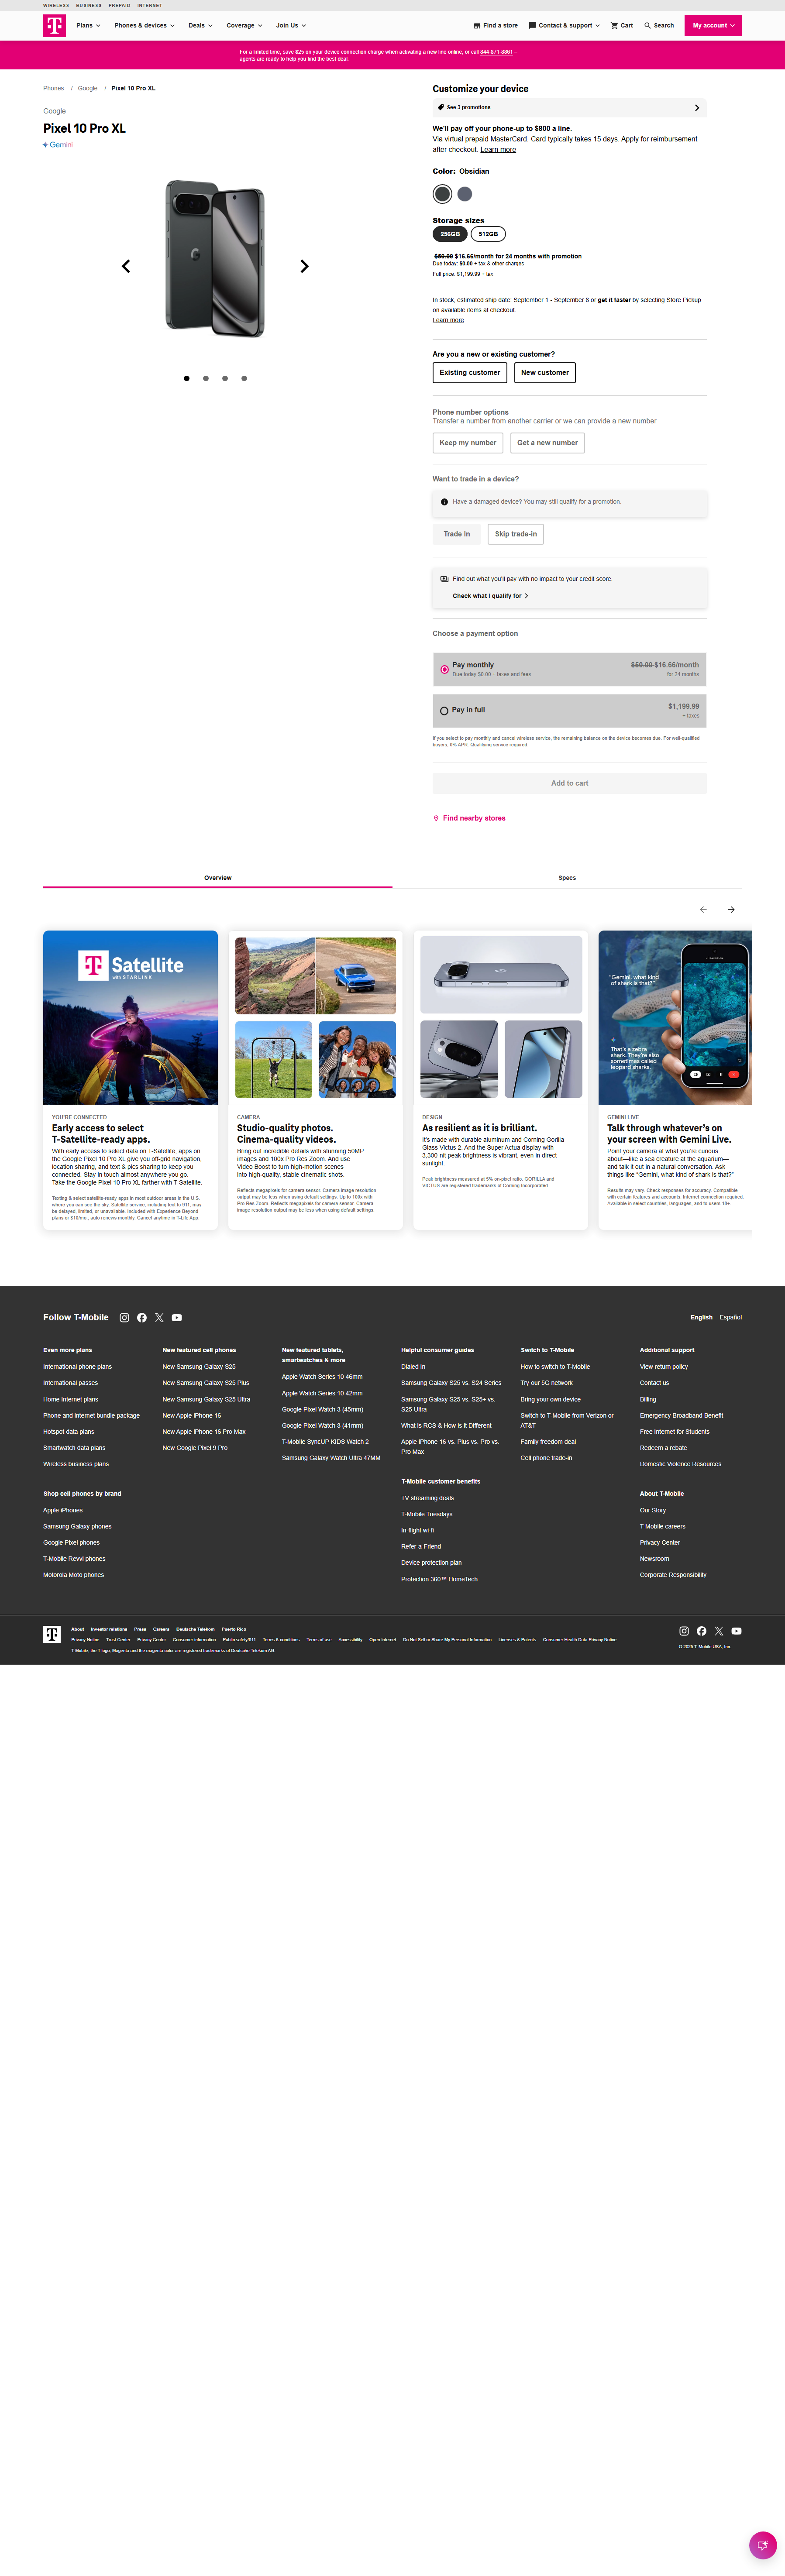 WIRELESS BUSINESS PREPAID INTERNET
Plans Phones & devices Deals Coverage Join Us Find a store Contact & support Cart Search My account
For a limited time, save $25 on your device connection charge when activating a new line online, or call 844-871-8861 –
agents are ready to help you find the best deal.
Phones / Google / Pixel 10 Pro XL
Google
Pixel 10 Pro XL
Gemini
Customize your device
See 3 promotions
We'll pay off your phone-up to $800 a line.
Via virtual prepaid MasterCard. Card typically takes 15 days. Apply for reimbursement
after checkout. Learn more
Color: Obsidian
Storage sizes
256GB 512GB
$50.00 $16.66/month for 24 months with promotion
Due today: $0.00 + tax & other charges
Full price: $1,199.99 + tax
In stock, estimated ship date: September 1 - September 8 or get it faster by selecting Store Pickup
on available items at checkout.
Learn more
Are you a new or existing customer?
Existing customer New customer
Phone number options
Transfer a number from another carrier or we can provide a new number
Keep my number Get a new number
Want to trade in a device?
Have a damaged device? You may still qualify for a promotion.
Trade In Skip trade-in
Find out what you'll pay with no impact to your credit score.
Check what I qualify for
Choose a payment option
Pay monthly $50.00 $16.66/month
Due today $0.00 + taxes and fees for 24 months
Pay in full $1,199.99
+ taxes
If you select to pay monthly and cancel wireless service, the remaining balance on the device becomes due. For well-qualified
buyers. 0% APR. Qualifying service required.
Add to cart
Find nearby stores
Overview Specs
T Satellite
with STARLINK
YOU'RE CONNECTED
Early access to select
T-Satellite-ready apps.
With early access to select data on T-Satellite, apps on
the Google Pixel 10 Pro XL give you off-grid navigation,
location sharing, and text & pics sharing to keep you
connected. Stay in touch almost anywhere you go.
Take the Google Pixel 10 Pro XL farther with T-Satellite.
Texting & select satellite-ready apps in most outdoor areas in the U.S.
where you can see the sky. Satellite service, including text to 911, may
be delayed, limited, or unavailable. Included with Experience Beyond
plans or $10/mo.; auto renews monthly. Cancel anytime in T-Life App.
CAMERA
Studio-quality photos.
Cinema-quality videos.
Bring out incredible details with stunning 50MP
images and 100x Pro Res Zoom. And use
Video Boost to turn high-motion scenes
into high-quality, stable cinematic shots.
Reflects megapixels for camera sensor. Camera image resolution
output may be less when using default settings. Up to 100x with
Pro Res Zoom. Reflects megapixels for camera sensor. Camera
image resolution output may be less when using default settings.
DESIGN
As resilient as it is brilliant.
It's made with durable aluminum and Corning Gorilla
Glass Victus 2. And the Super Actua display with
3,300-nit peak brightness is vibrant, even in direct
sunlight.
Peak brightness measured at 5% on-pixel ratio. GORILLA and
VICTUS are registered trademarks of Corning Incorporated.
"Gemini, what kind
of shark is that?"
That's a zebra
shark. They're also
sometimes called
leopard sharks.
GEMINI LIVE
Talk through whatever's on
your screen with Gemini Live.
Point your camera at what you're curious
about—like a sea creature at the aquarium—
and talk it out in a natural conversation. Ask
things like "Gemini, what kind of shark is that?"
Results may vary. Check responses for accuracy. Compatible
with certain features and accounts. Internet connection required.
Available in select countries, languages, and to users 18+.
Follow T-Mobile
English Español
Even more plans
International phone plans
International passes
Home Internet plans
Phone and internet bundle package
Hotspot data plans
Smartwatch data plans
Wireless business plans
New featured cell phones
New Samsung Galaxy S25
New Samsung Galaxy S25 Plus
New Samsung Galaxy S25 Ultra
New Apple iPhone 16
New Apple iPhone 16 Pro Max
New Google Pixel 9 Pro
New featured tablets,
smartwatches & more
Apple Watch Series 10 46mm
Apple Watch Series 10 42mm
Google Pixel Watch 3 (45mm)
Google Pixel Watch 3 (41mm)
T-Mobile SyncUP KIDS Watch 2
Samsung Galaxy Watch Ultra 47MM
Helpful consumer guides
Dialed In
Samsung Galaxy S25 vs. S24 Series
Samsung Galaxy S25 vs. S25+ vs.
S25 Ultra
What is RCS & How is it Different
Apple iPhone 16 vs. Plus vs. Pro vs.
Pro Max
Switch to T-Mobile
How to switch to T-Mobile
Try our 5G network
Bring your own device
Switch to T-Mobile from Verizon or
AT&T
Family freedom deal
Cell phone trade-in
Additional support
View return policy
Contact us
Billing
Emergency Broadband Benefit
Free Internet for Students
Redeem a rebate
Domestic Violence Resources
Shop cell phones by brand
Apple iPhones
Samsung Galaxy phones
Google Pixel phones
T-Mobile Revvl phones
Motorola Moto phones
T-Mobile customer benefits
TV streaming deals
T-Mobile Tuesdays
In-flight wi-fi
Refer-a-Friend
Device protection plan
Protection 360™ HomeTech
About T-Mobile
Our Story
T-Mobile careers
Privacy Center
Newsroom
Corporate Responsibility
About Investor relations Press Careers Deutsche Telekom Puerto Rico
Privacy Notice Trust Center Privacy Center Consumer information Public safety/911 Terms & conditions Terms of use Accessibility Open Internet Do Not Sell or Share My Personal Information Licenses & Patents Consumer Health Data Privacy Notice
T-Mobile, the T logo, Magenta and the magenta color are registered trademarks of Deutsche Telekom AG.
© 2025 T-Mobile USA, Inc.